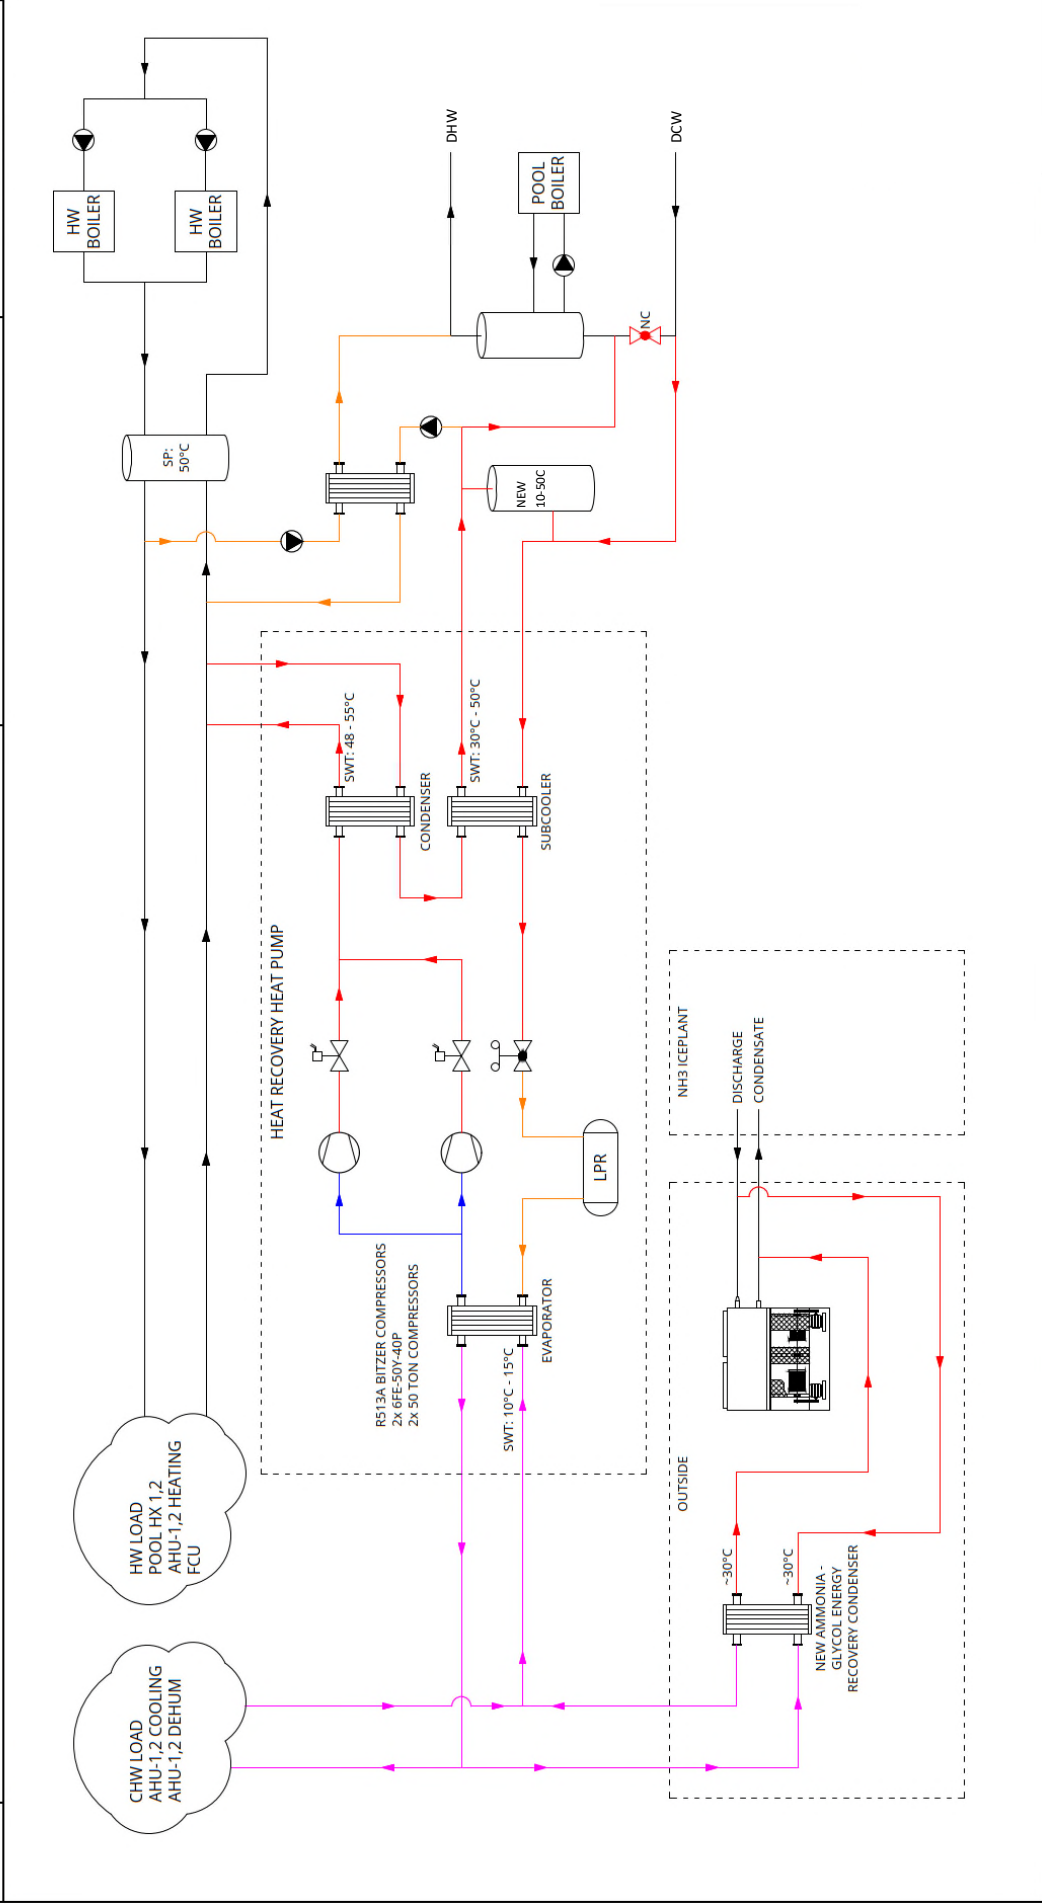 HW
BOILER
HW
BOILER
SP:
50°C
DHW
POOL
BOILER
DCW
NC
NEW
10-50C
HEAT RECOVERY HEAT PUMP
SWT: 48 - 55°C
CONDENSER
SWT: 30°C - 50°C
SUBCOOLER
LPR
R513A BITZER COMPRESSORS
2x 6FE-50Y-40P
2x 50 TON COMPRESSORS
EVAPORATOR
SWT: 10°C - 15°C
NH3 ICEPLANT
DISCHARGE
CONDENSATE
OUTSIDE
~30°C
~30°C
NEW AMMONIA -
GLYCOL ENERGY
RECOVERY CONDENSER
HW LOAD
POOL HX 1,2
AHU-1,2 HEATING
FCU
CHW LOAD
AHU-1,2 COOLING
AHU-1,2 DEHUM